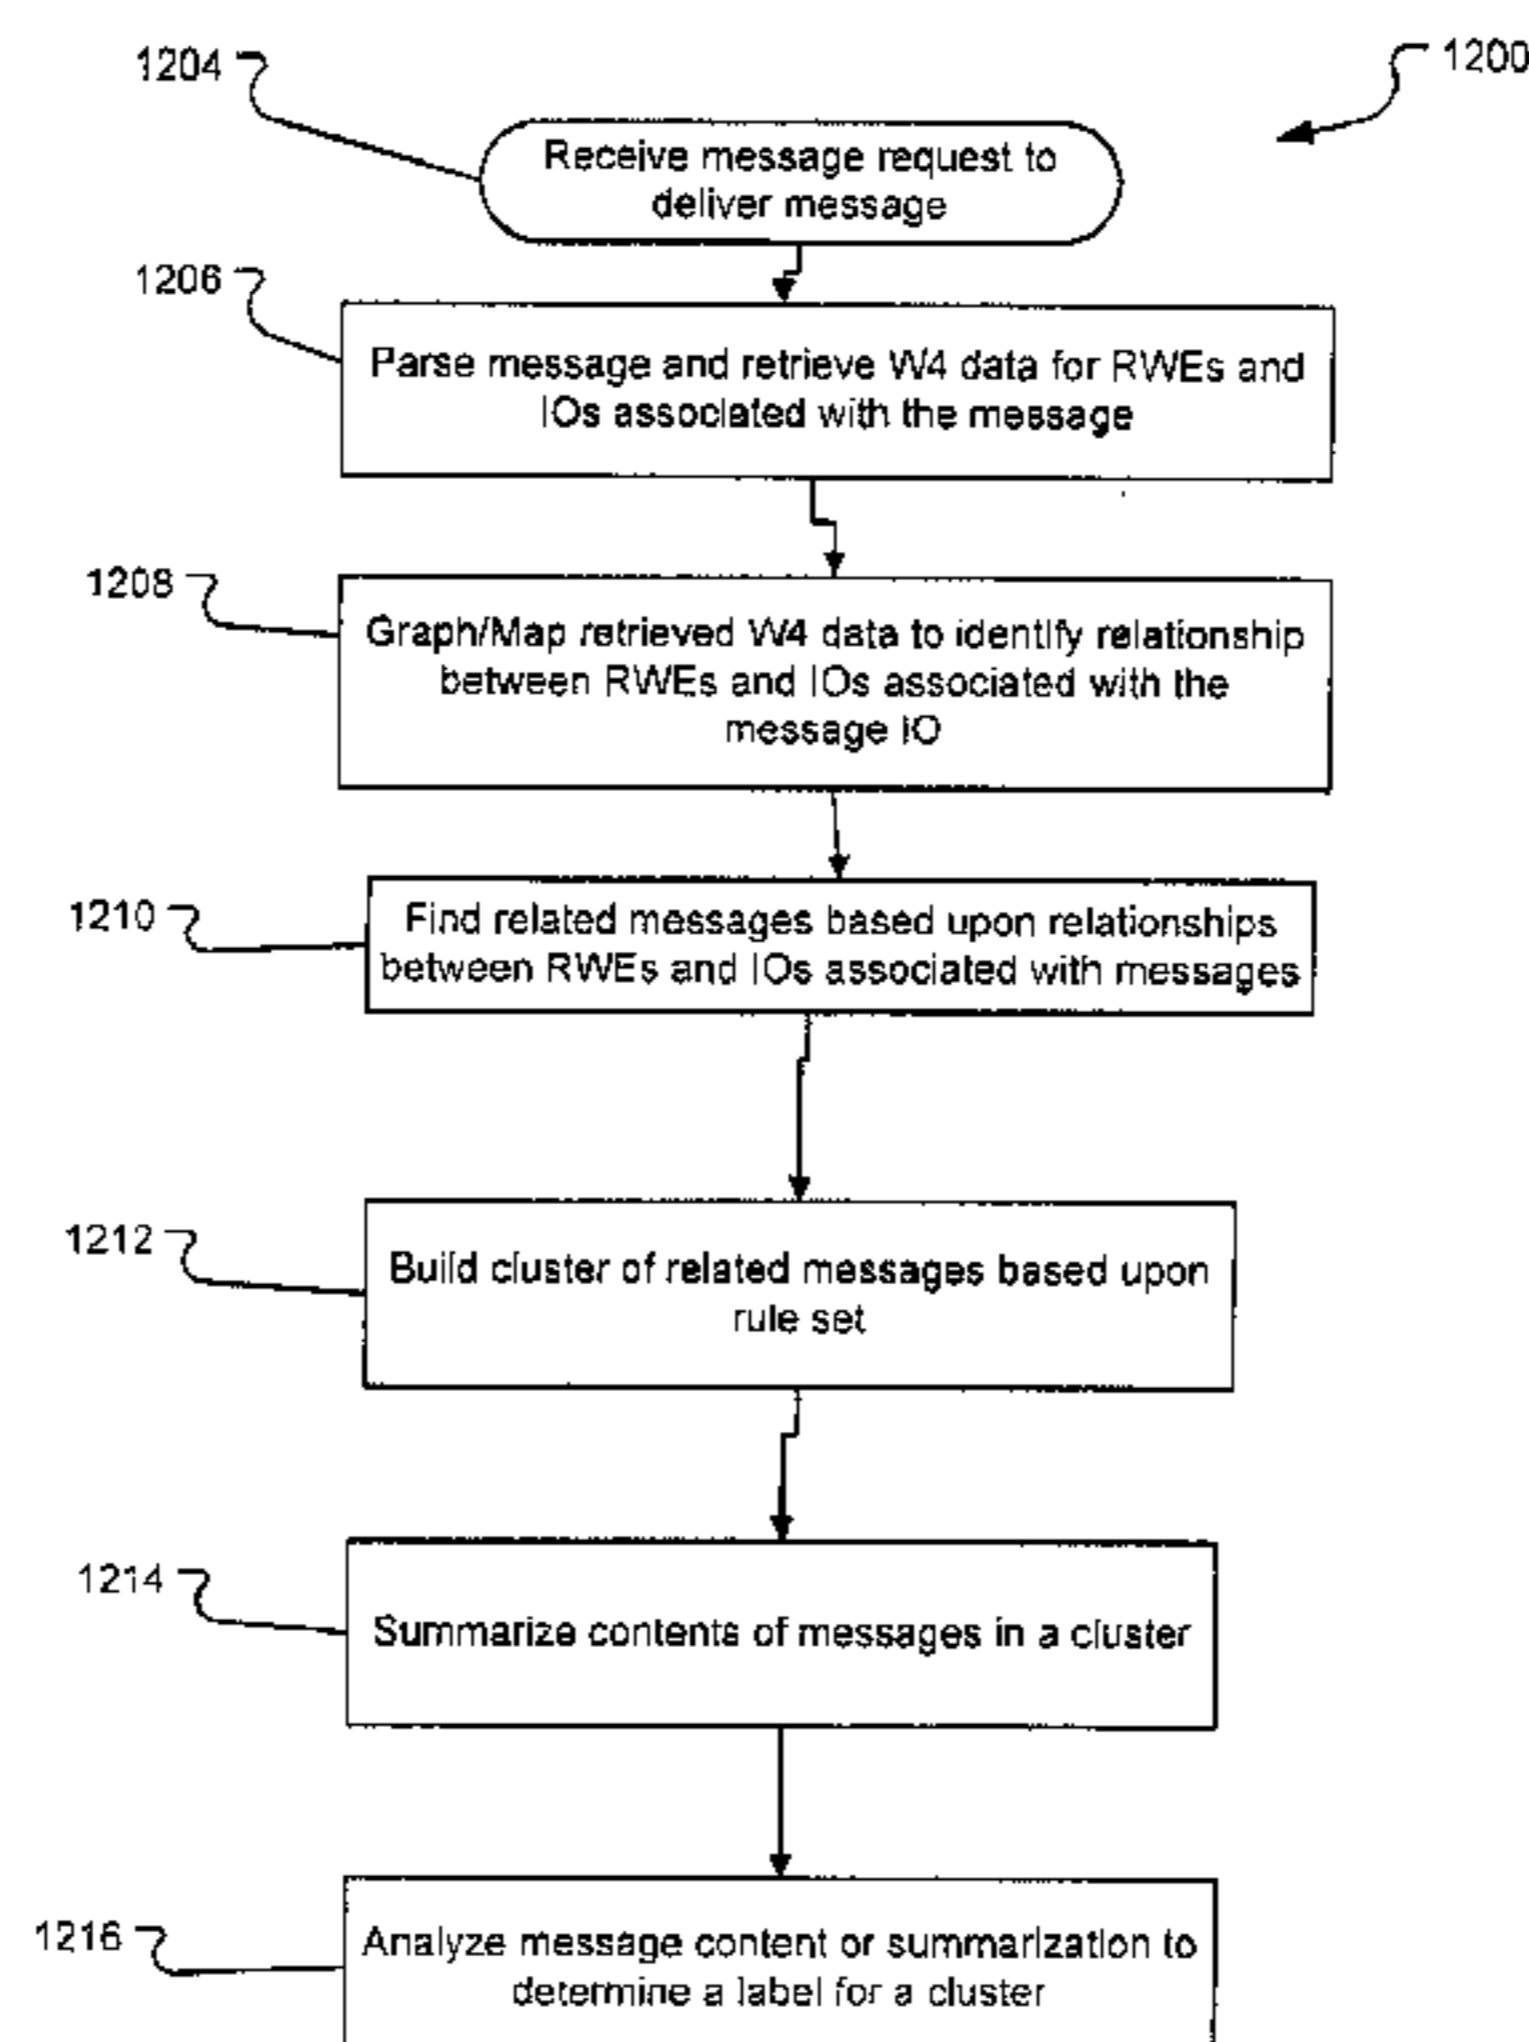 1204
1200
Receive message request to
deliver message
1206
Parse message and retrieve W4 data for RWEs and
IOs associated with the message
1208
Graph/Map retrieved W4 data to identify relationship
between RWEs and IOs associated with the
message IO
1210
Find related messages based upon relationships
between RWEs and IOs associated with messages
1212
Build cluster of related messages based upon
rule set
1214
Summarize contents of messages in a cluster
1216
Analyze message content or summarization to
determine a label for a cluster